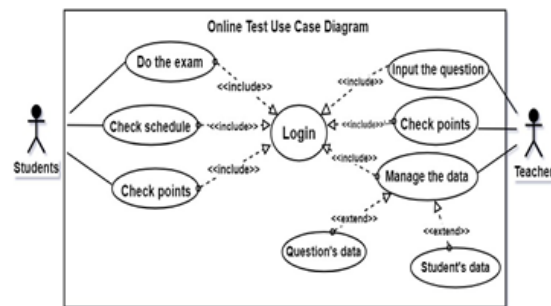 Online Test Use Case Diagram
Do the exam
Input the question
<<include>>
<<include>>
Check schedule
<<include>>
Login
<<include>>
Check points
Students
Teacher
Check points
<<include>>
<<include>>
Manage the data
<<extend>>
<<extend>>
Question's data
Student's data